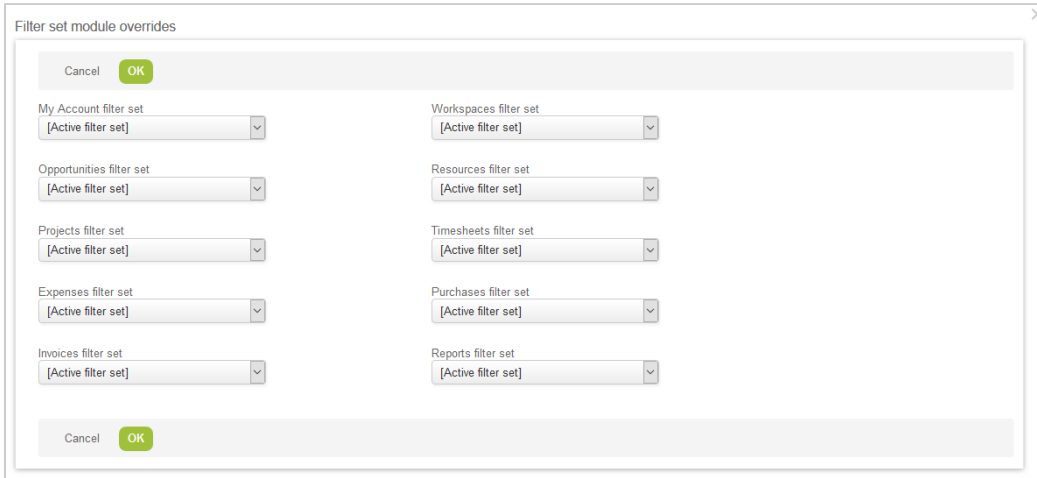 Filter set module overrides
Cancel OK
My Account filter set Workspaces filter set
[Active filter set] [Active filter set]
Opportunities filter set Resources filter set
[Active filter set] [Active filter set]
Projects filter set Timesheets filter set
[Active filter set] [Active filter set]
Expenses filter set Purchases filter set
[Active filter set] [Active filter set]
Invoices filter set Reports filter set
[Active filter set] [Active filter set]
Cancel OK